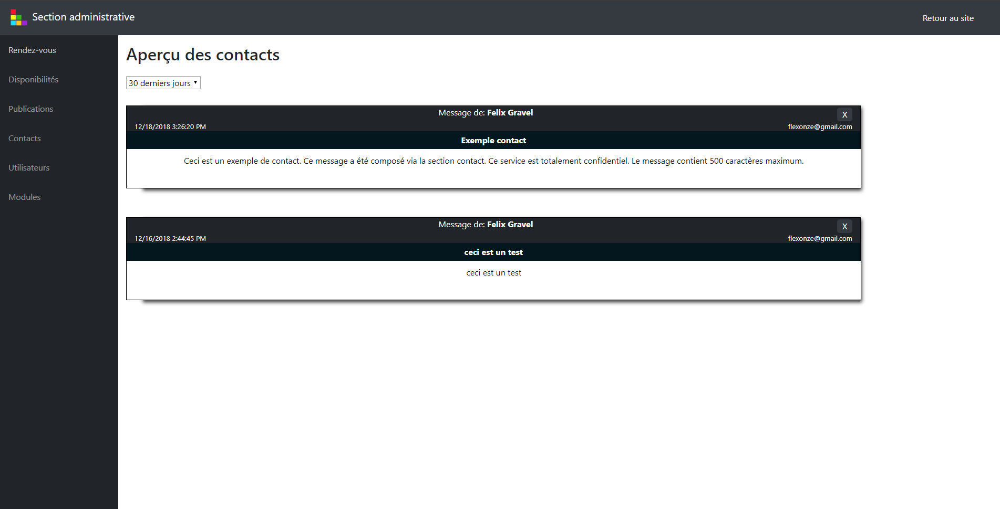 Section administrative
Retour au site
Rendez-vous
Disponibilités
Publications
Contacts
Utilisateurs
Modules
Aperçu des contacts
30 derniers jours
Message de: Felix Gravel
X
12/18/2018 3:26:20 PM
flexonze@gmail.com
Exemple contact
Ceci est un exemple de contact. Ce message a été composé via la section contact. Ce service est totalement confidentiel. Le message contient 500 caractères maximum.
Message de: Felix Gravel
X
12/16/2018 2:44:45 PM
flexonze@gmail.com
ceci est un test
ceci est un test